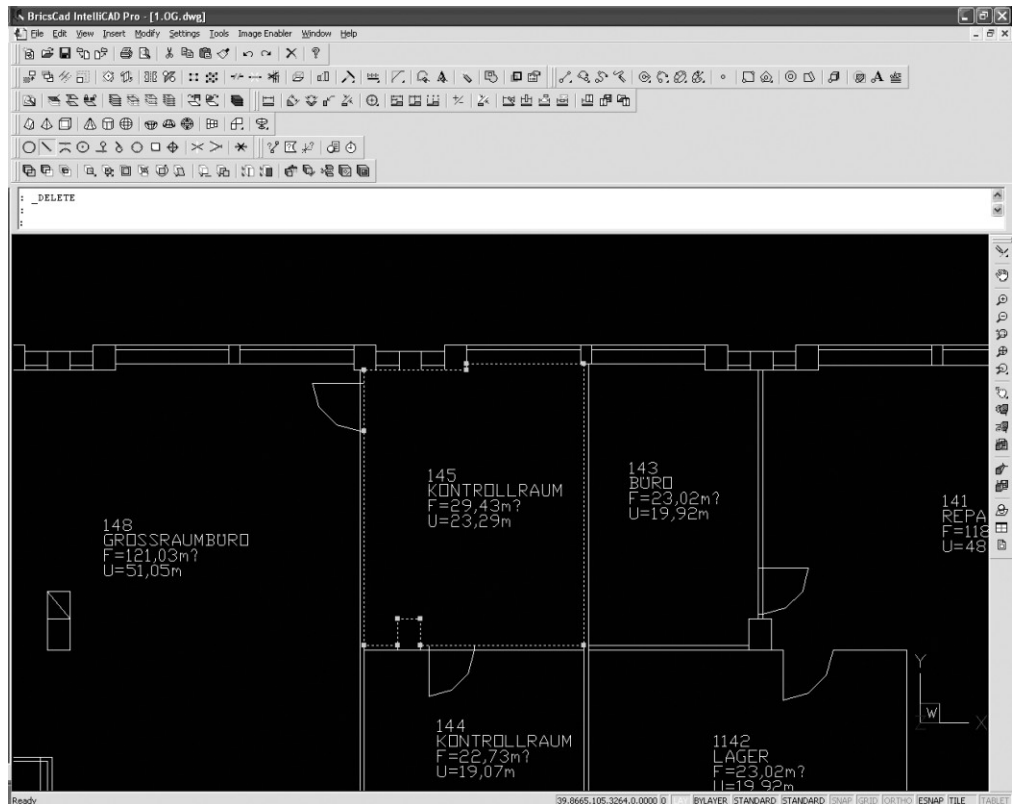 BricsCad IntelliCAD Pro - [1.OG.dwg]
File Edit View Insert Modify Settings Tools Image Enabler Window Help
: _DELETE
:
:
145
KONTROLLRAUM
F=29,43m?
U=23,29m
143
BÜRO
F=23,02m?
U=19,92m
141
REPA
F=118
U=48
148
GROSSRAUMBÜRO
F=121,03m?
U=51,05m
144
KONTROLLRAUM
F=22,73m?
U=19,07m
1142
LAGER
F=23,02m?
U=19,92m
Y
W
X
Z
Ready 39.8665,105.3264,0.0000 0 BYLAYER STANDARD STANDARD SNAP GRID ORTHO ESNAP TILE TABLET